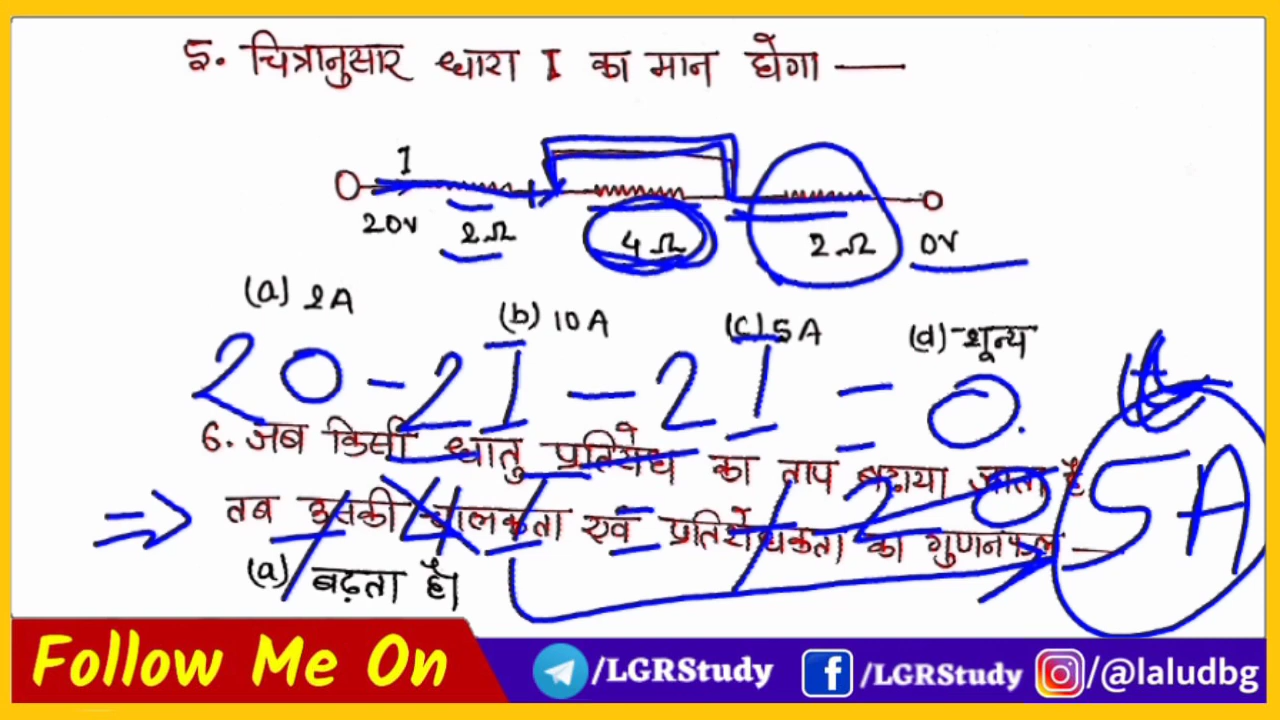 5. चित्रानुसार धारा I का मान होगा —
I
20V 2Ω 4Ω 2Ω 0V
(a) 2A (b) 10A (c) 5A (d) शून्य
20 - 2I - 2I = 0
6. जब किसी धातु प्रतिरोध का ताप बढ़ाया जाता है
तब उसकी चालकता एवं प्रतिरोधकता का गुणनफल —
⇒ 4I = 20
5A
(a) बढ़ता है।
Follow Me On /LGRStudy /LGRStudy /@laludbg